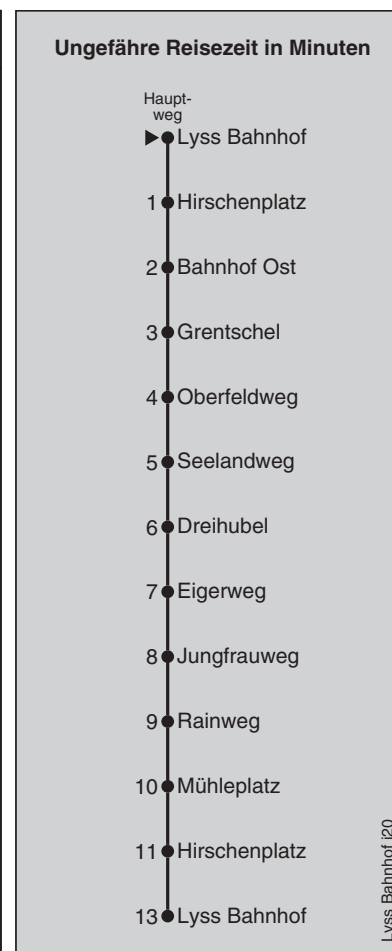 Ungefähre Reisezeit in Minuten
Haupt-
weg
Lyss Bahnhof
1 Hirschenplatz
2 Bahnhof Ost
3 Grentschel
4 Oberfeldweg
5 Seelandweg
6 Dreihubel
7 Eigerweg
8 Jungfrauweg
9 Rainweg
10 Mühleplatz
11 Hirschenplatz
13 Lyss Bahnhof
Lyss Bahnhof i20